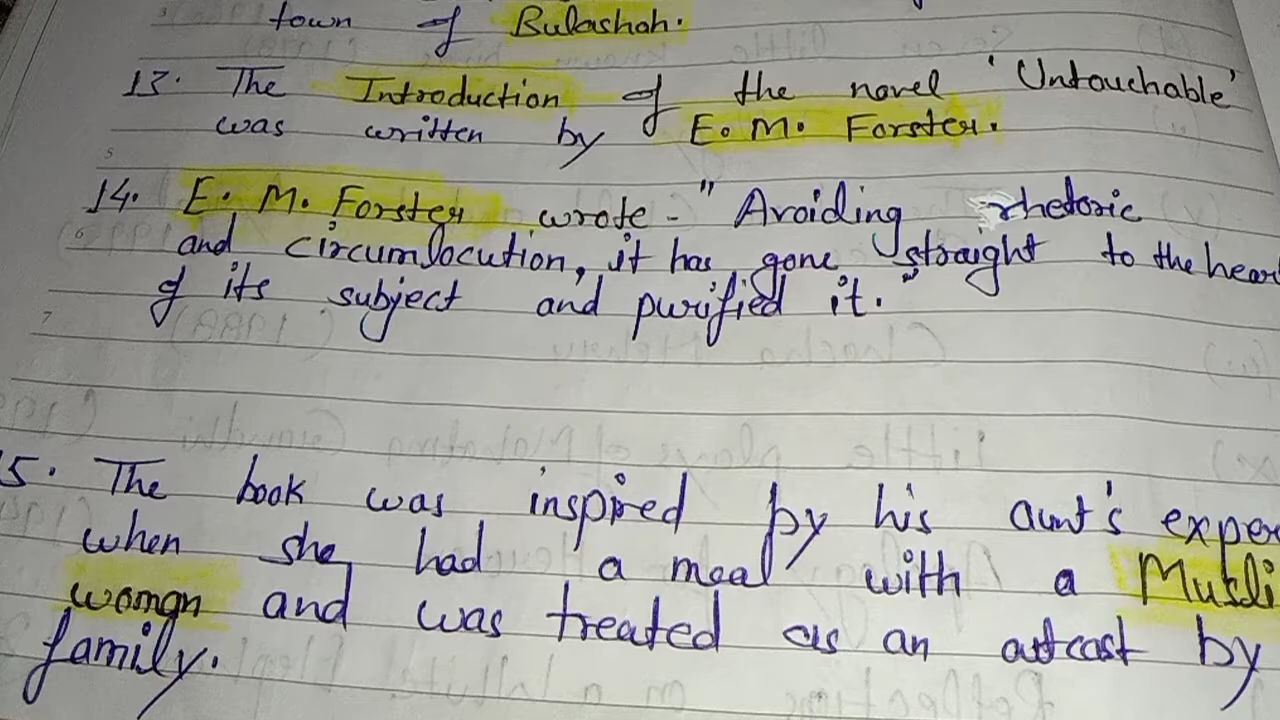 town of Bulashah.
13. The Introduction of the novel 'Untouchable'
was written by E. M. Forster.
14. E. M. Forster wrote - "Avoiding rhetoric
and circumlocution, it has gone straight to the hear
of its subject and purified it."
5. The book was inspired by his aunt's exper
when she had a meal with a Musli
woman and was treated as an outcast by
family.